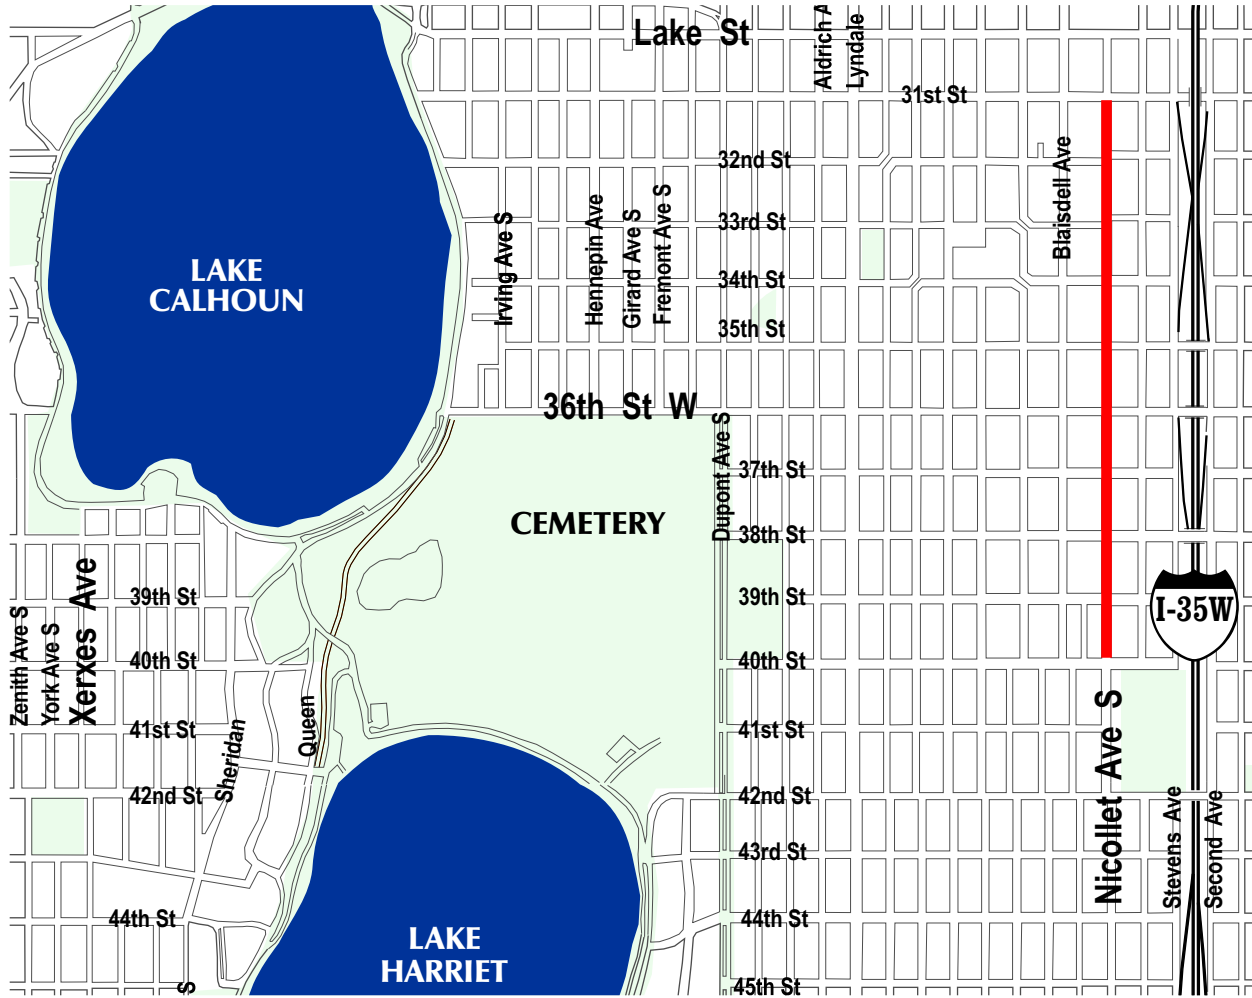 Lake St
Aldrich A
Lyndale
31st St
Blaisdell Ave
32nd St
33rd St
34th St
35th St
Irving Ave S
Hennepin Ave
Girard Ave S
Fremont Ave S
LAKE
CALHOUN
36th St W
Dupont Ave S
37th St
38th St
CEMETERY
39th St
39th St
I-35W
Zenith Ave S
York Ave S
Xerxes Ave
40th St
40th St
41st St
41st St
Sheridan
Queen
Nicollet Ave S
42nd St
42nd St
Stevens Ave
Second Ave
43rd St
44th St
44th St
LAKE
HARRIET
45th St
S